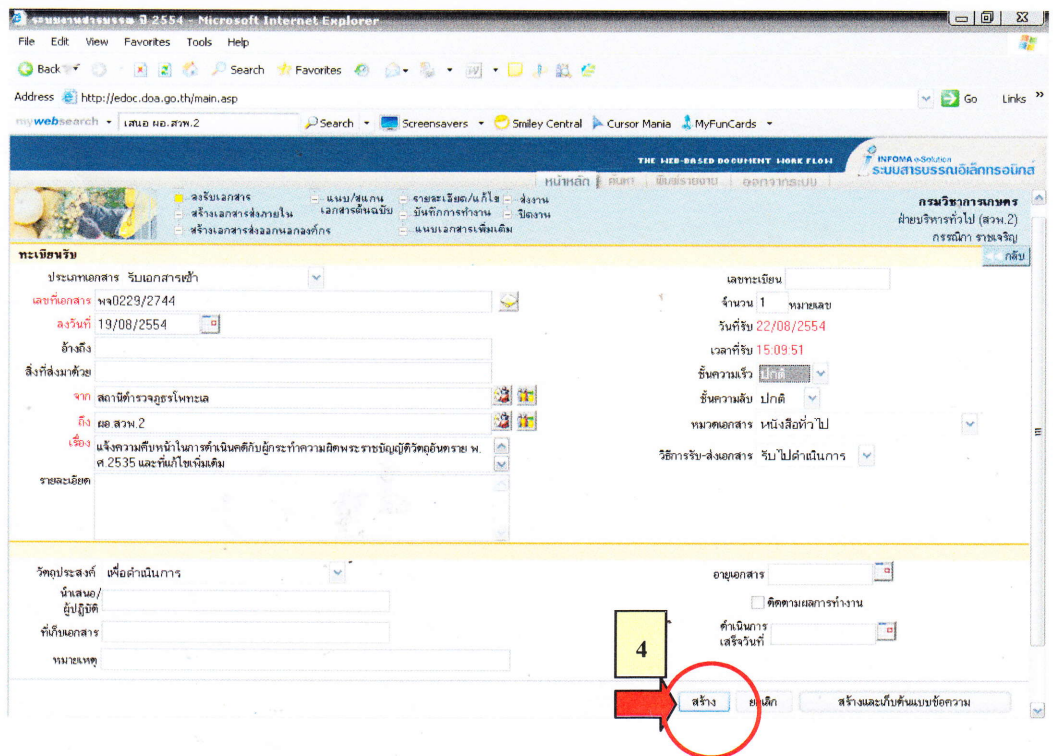 ระบบงานสารบรรณ ปี 2554 - Microsoft Internet Explorer
File Edit View Favorites Tools Help
Back Search Favorites
Address http://edoc.doa.go.th/main.asp Go Links »
mywebsearch เสนอ ผอ.สวพ.2 Search Screensavers Smiley Central Cursor Mania MyFunCards
THE WEB-BASED DOCUMENT WORK FLOW INFOMA e-Solution
ระบบสารบรรณอิเล็กทรอนิกส์
หน้าหลัก ค้นหา พิมพ์รายงาน ออกจากระบบ
ลงรับเอกสาร แนบ/สแกน รายละเอียด/แก้ไข ส่งงาน กรมวิชาการเกษตร
สร้างเอกสารส่งภายใน เอกสารต้นฉบับ บันทึกการทำงาน ปิดงาน ฝ่ายบริหารทั่วไป (สวพ.2)
สร้างเอกสารส่งออกนอกองค์กร แนบเอกสารเพิ่มเติม กรรณิกา ราชเจริญ
ทะเบียนรับ << กลับ
ประเภทเอกสาร รับเอกสารเข้า เลขทะเบียน
เลขที่เอกสาร พจ0229/2744 จำนวน 1 หมายเลข
ลงวันที่ 19/08/2554 วันที่รับ 22/08/2554
อ้างถึง เวลาที่รับ 15:09:51
สิ่งที่ส่งมาด้วย ชั้นความเร็ว ปกติ
จาก สถานีตำรวจภูธรโพทะเล ชั้นความลับ ปกติ
ถึง ผอ.สวพ.2 หมวดเอกสาร หนังสือทั่วไป
เรื่อง แจ้งความคืบหน้าในการดำเนินคดีกับผู้กระทำความผิดพระราชบัญญัติวัตถุอันตราย พ.
ศ.2535 และที่แก้ไขเพิ่มเติม วิธีการรับ-ส่งเอกสาร รับไปดำเนินการ
รายละเอียด
วัตถุประสงค์ เพื่อดำเนินการ อายุเอกสาร
นำเสนอ/
ผู้ปฏิบัติ ติดตามผลการทำงาน
ที่เก็บเอกสาร ดำเนินการ
เสร็จวันที่
หมายเหตุ 4
สร้าง ยกเลิก สร้างและเก็บต้นแบบข้อความ